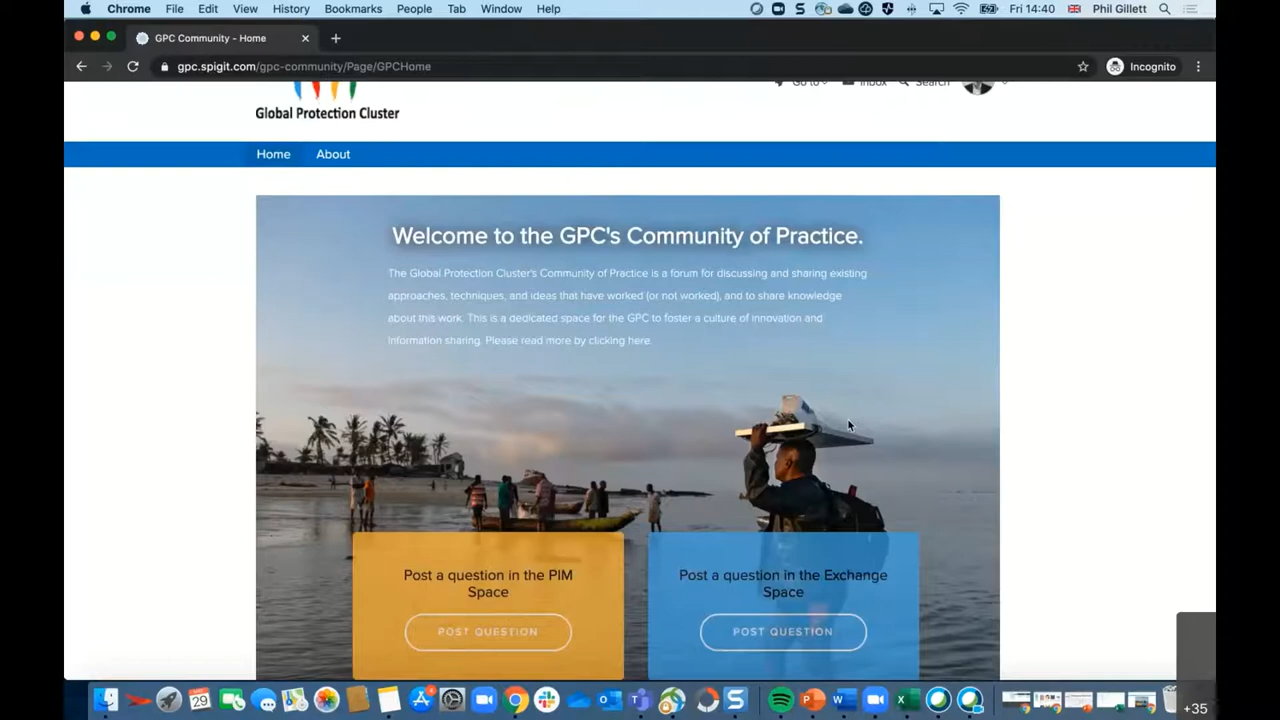 Chrome File Edit View History Bookmarks People Tab Window Help Fri 14:40 Phil Gillett
GPC Community - Home
gpc.spigit.com/gpc-community/Page/GPCHome Incognito
Go to Inbox Search
Global Protection Cluster
Home About
Welcome to the GPC's Community of Practice.
The Global Protection Cluster's Community of Practice is a forum for discussing and sharing existing
approaches, techniques, and ideas that have worked (or not worked), and to share knowledge
about this work. This is a dedicated space for the GPC to foster a culture of innovation and
information sharing. Please read more by clicking here.
Post a question in the PIM
Space
POST QUESTION
Post a question in the Exchange
Space
POST QUESTION
29
+35